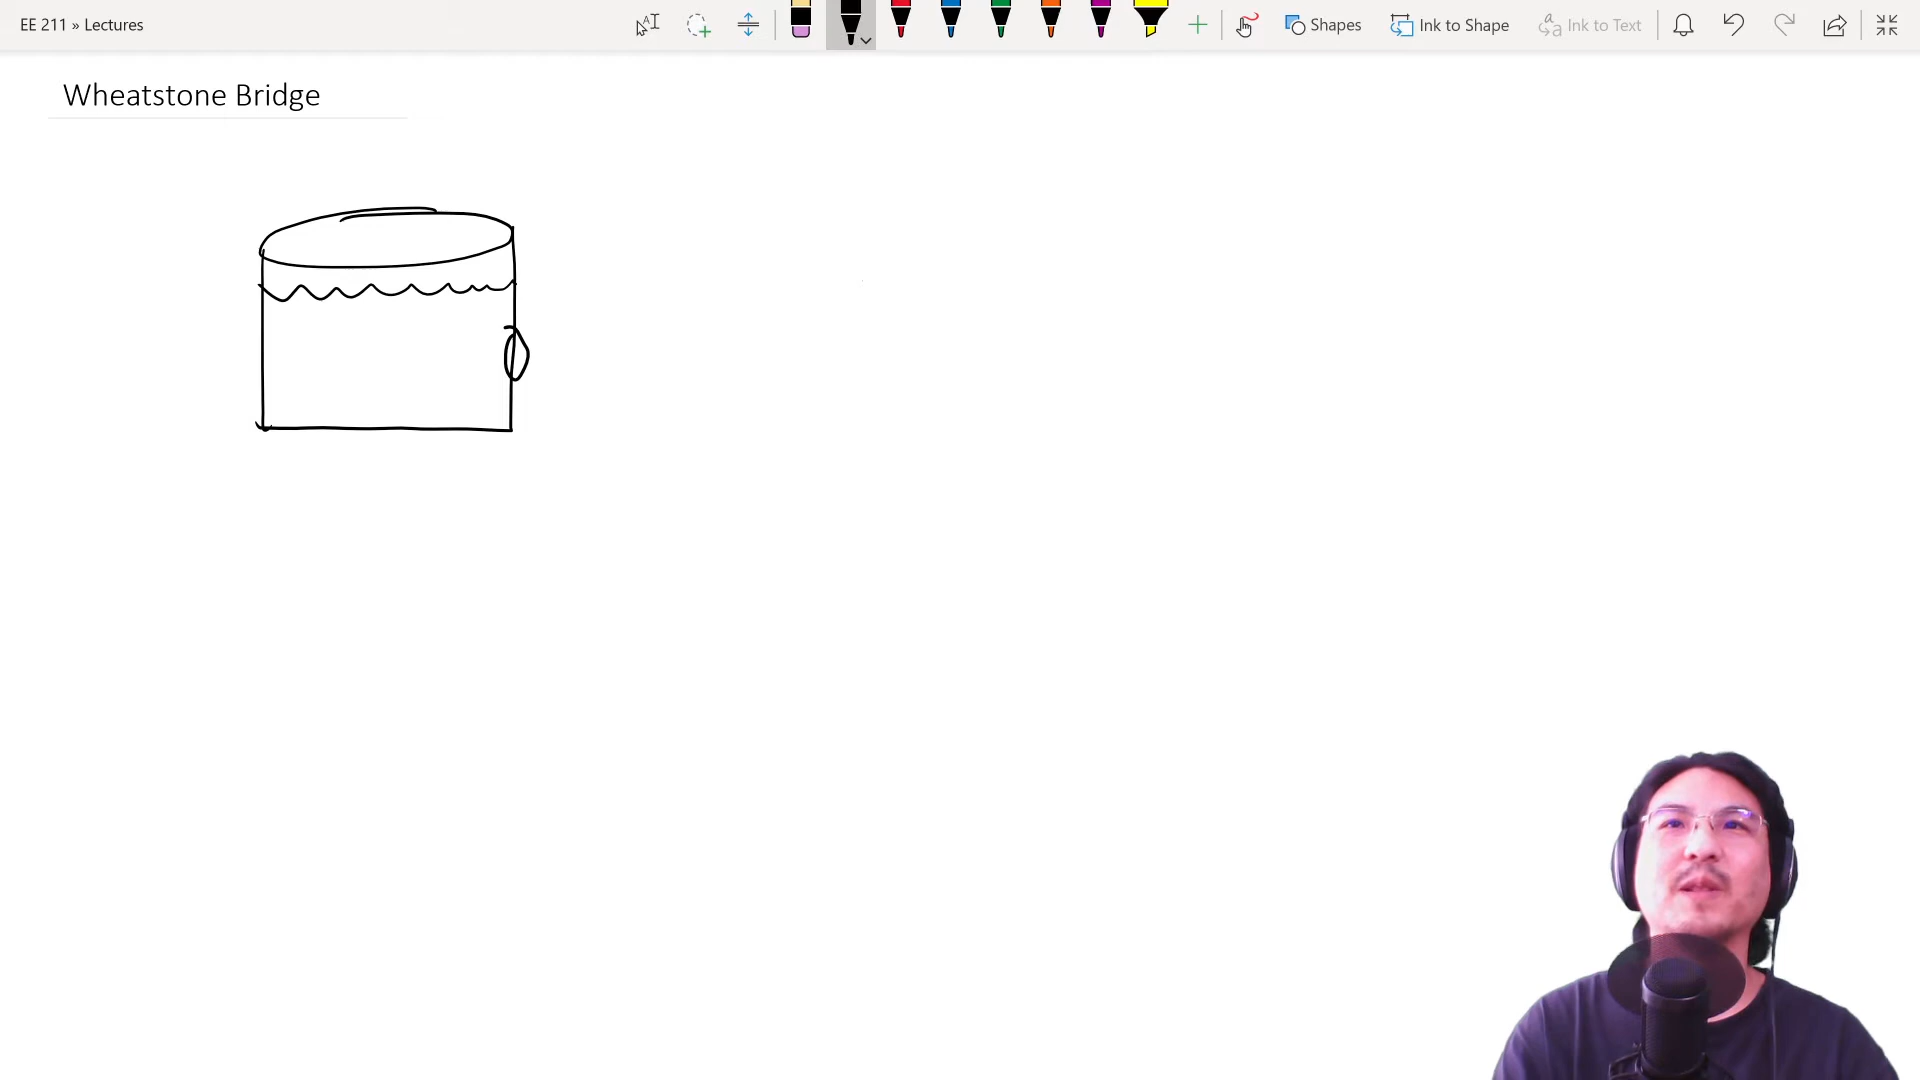 EE 211 » Lectures
Shapes
Ink to Shape
Ink to Text
Wheatstone Bridge